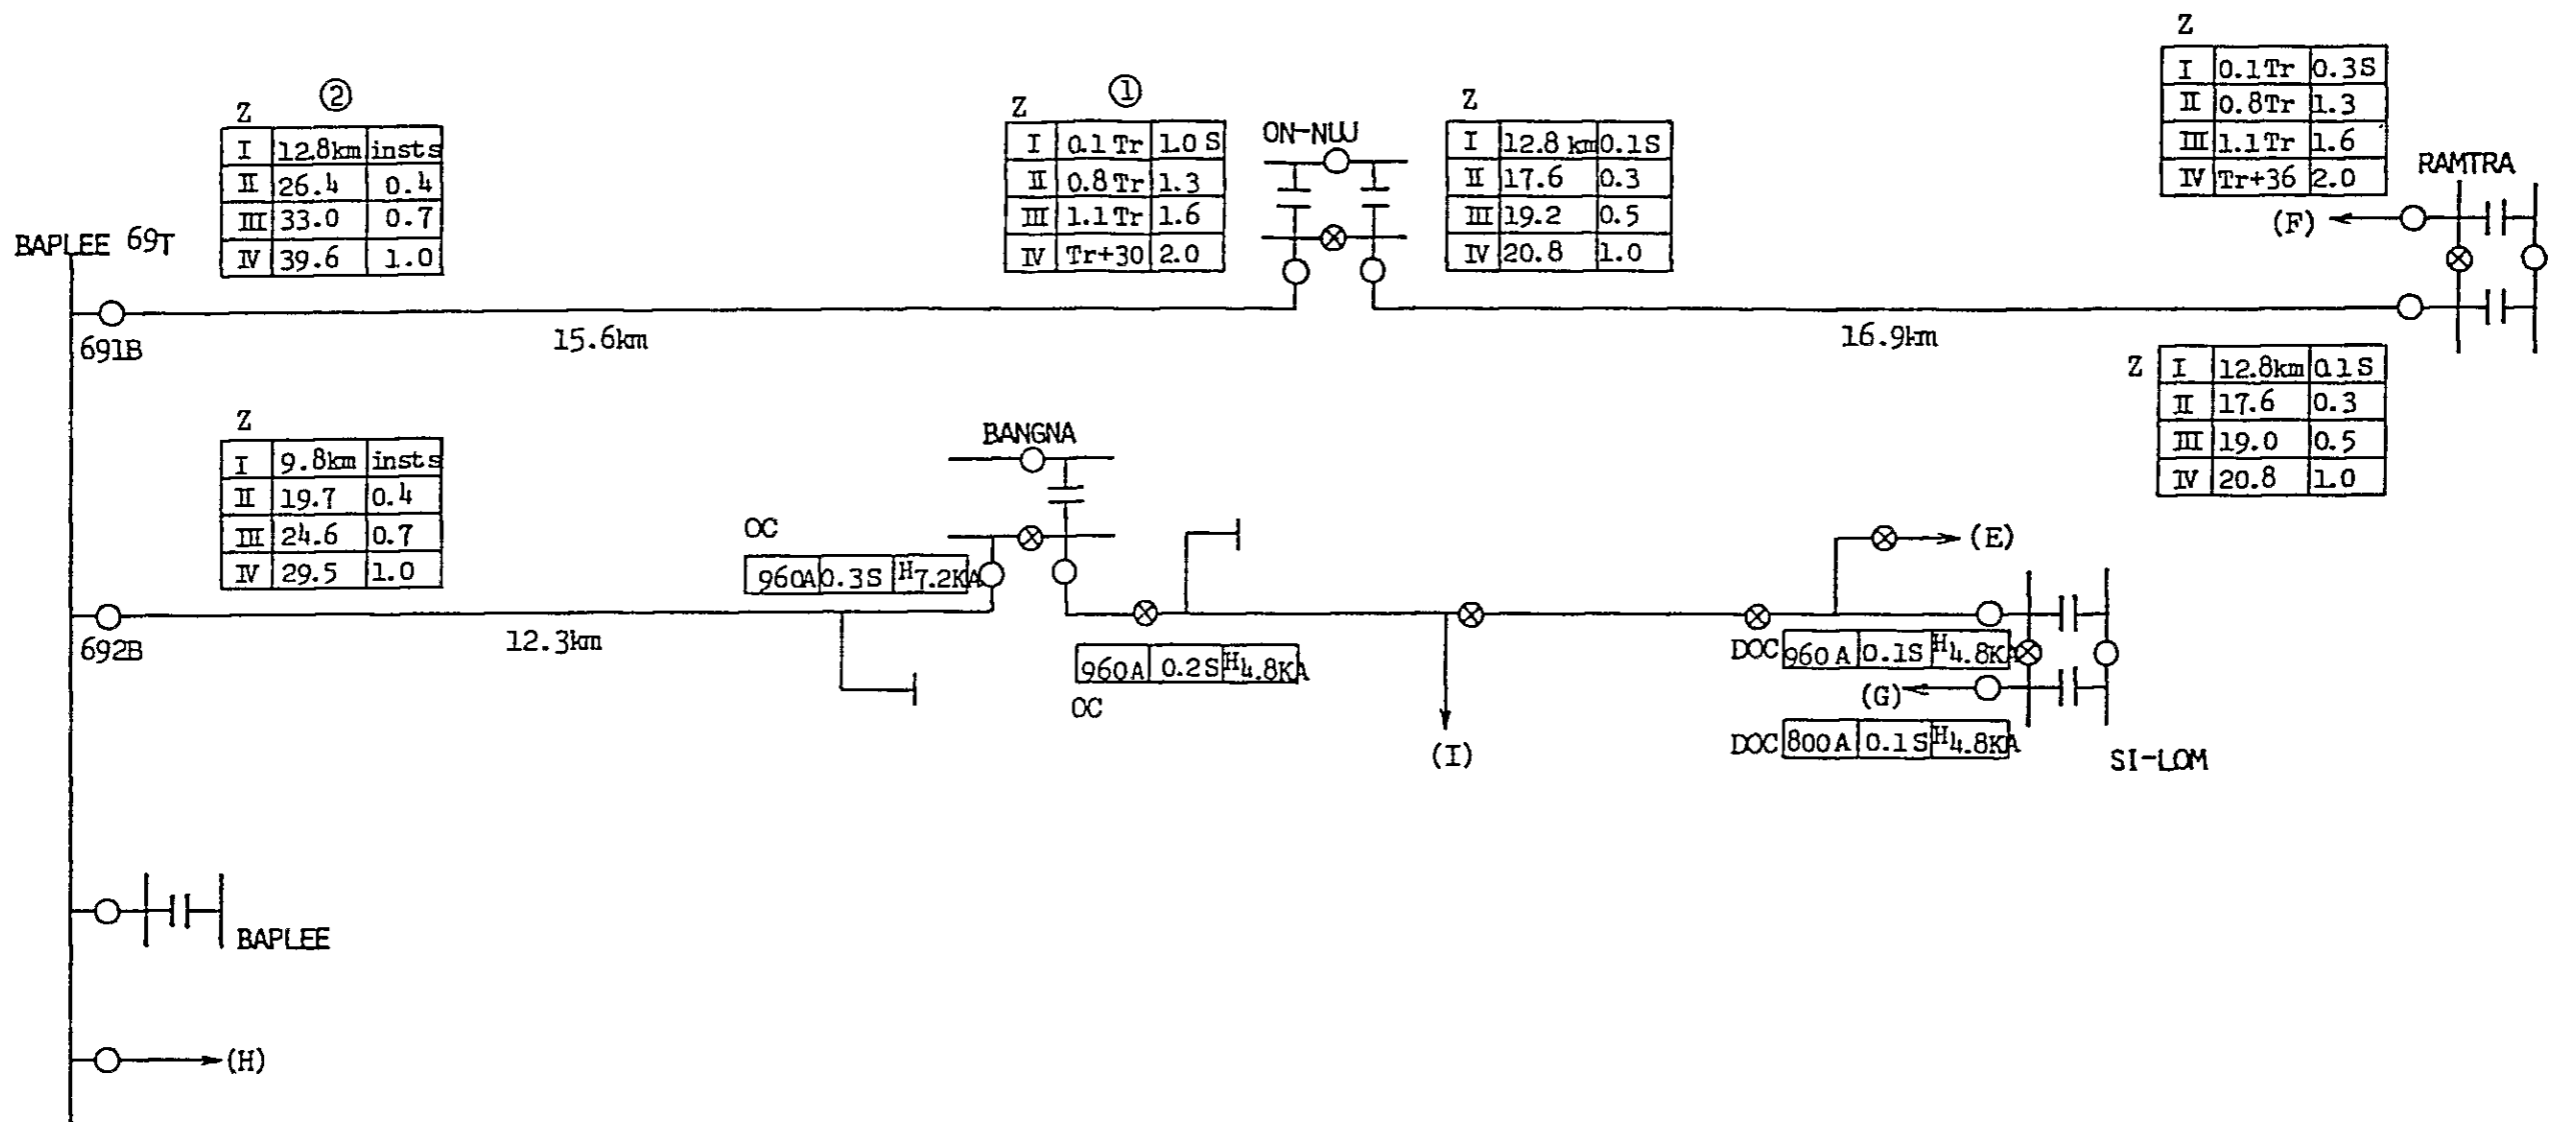 Z
I 0.1Tr 0.3S
II 0.8Tr 1.3
III 1.1Tr 1.6
IV Tr+36 2.0
②
Z
I 12.8km insts
II 26.4 0.4
III 33.0 0.7
IV 39.6 1.0
①
Z
I 0.1 Tr 1.0 S
II 0.8 Tr 1.3
III 1.1 Tr 1.6
IV Tr+30 2.0
ON-NUJ
Z
I 12.8 km 0.1S
II 17.6 0.3
III 19.2 0.5
IV 20.8 1.0
RAMTRA
(F)
BAPLEE 69T
691B
15.6km
16.9km
Z
I 12.8km 0.1S
II 17.6 0.3
III 19.0 0.5
IV 20.8 1.0
Z
I 9.8km insts
II 19.7 0.4
III 24.6 0.7
IV 29.5 1.0
BANGNA
OC
960A 0.3S H7.2KA
(E)
692B
12.3km
960A 0.2S H4.8KA
OC
DOC 960A 0.1S H4.8KA
(G)
DOC 800A 0.1S H4.8KA
(I)
SI-LOM
BAPLEE
(H)